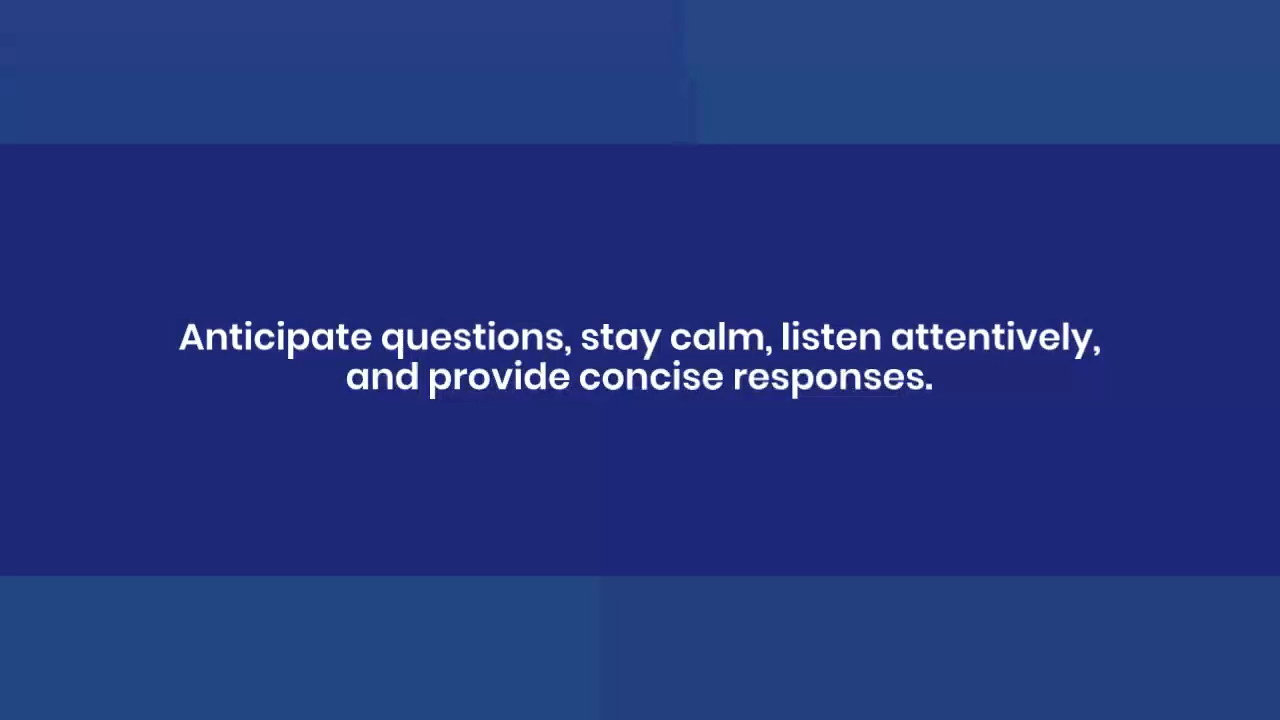 Anticipate questions, stay calm, listen attentively,
and provide concise responses.